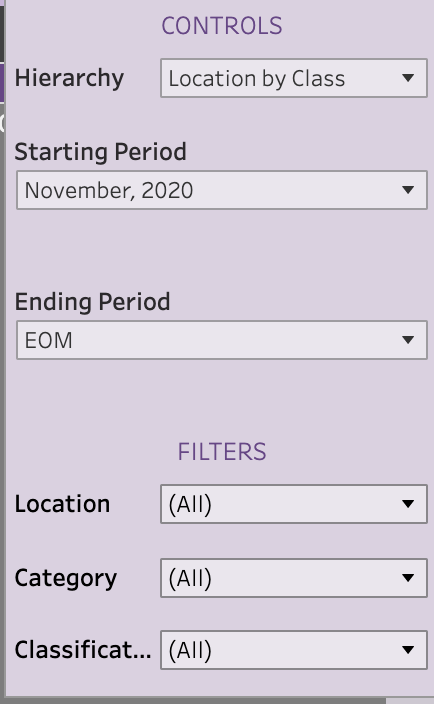 CONTROLS
Hierarchy Location by Class
Starting Period
November, 2020
Ending Period
EOM
FILTERS
Location (All)
Category (All)
Classificat... (All)